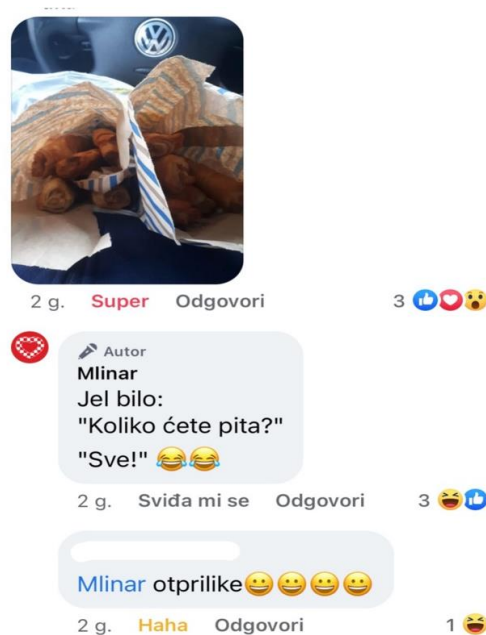 2 g. Super Odgovori 3
Autor
Mlinar
Jel bilo:
"Koliko ćete pita?"
"Sve!" 😂😂
2 g. Sviđa mi se Odgovori 3
Mlinar otprilike😀😀😀😀
2 g. Haha Odgovori 1